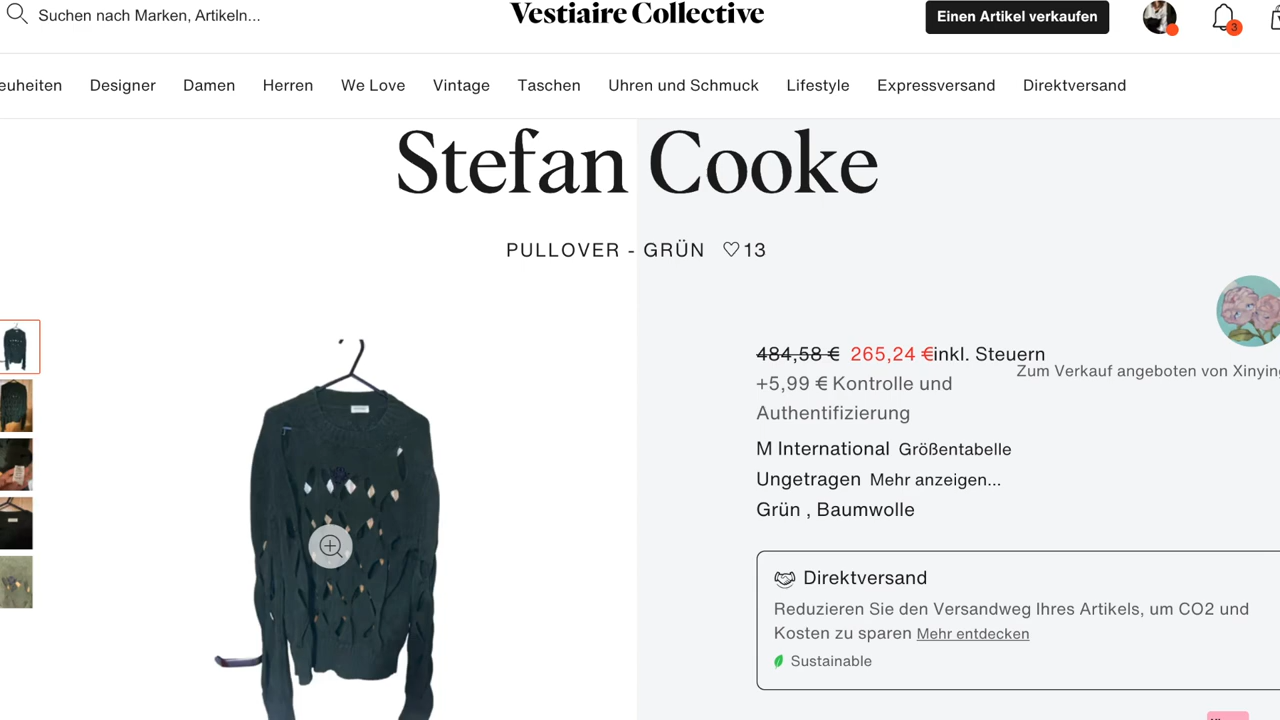 Suchen nach Marken, Artikeln...
Vestiaire Collective
Einen Artikel verkaufen
3
euheiten Designer Damen Herren We Love Vintage Taschen Uhren und Schmuck Lifestyle Expressversand Direktversand
Stefan Cooke
PULLOVER - GRÜN ♡13
484,58 € 265,24 €inkl. Steuern
Zum Verkauf angeboten von Xinying
+5,99 € Kontrolle und
Authentifizierung
M International Größentabelle
Ungetragen Mehr anzeigen...
Grün , Baumwolle
Direktversand
Reduzieren Sie den Versandweg Ihres Artikels, um CO2 und
Kosten zu sparen Mehr entdecken
Sustainable